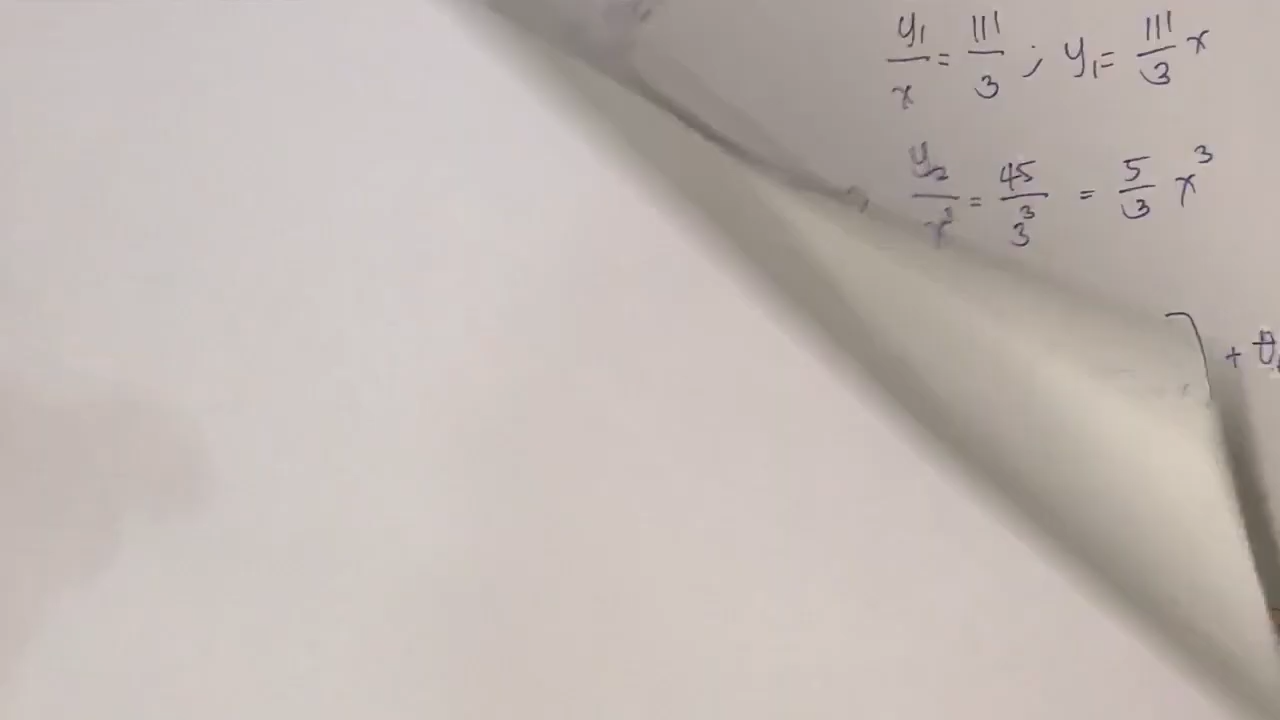 y₁/x = 111/3 ; y₁ = 111/3 x
y₂/x³ = 45/3³ = 5/3 x³
] + θ